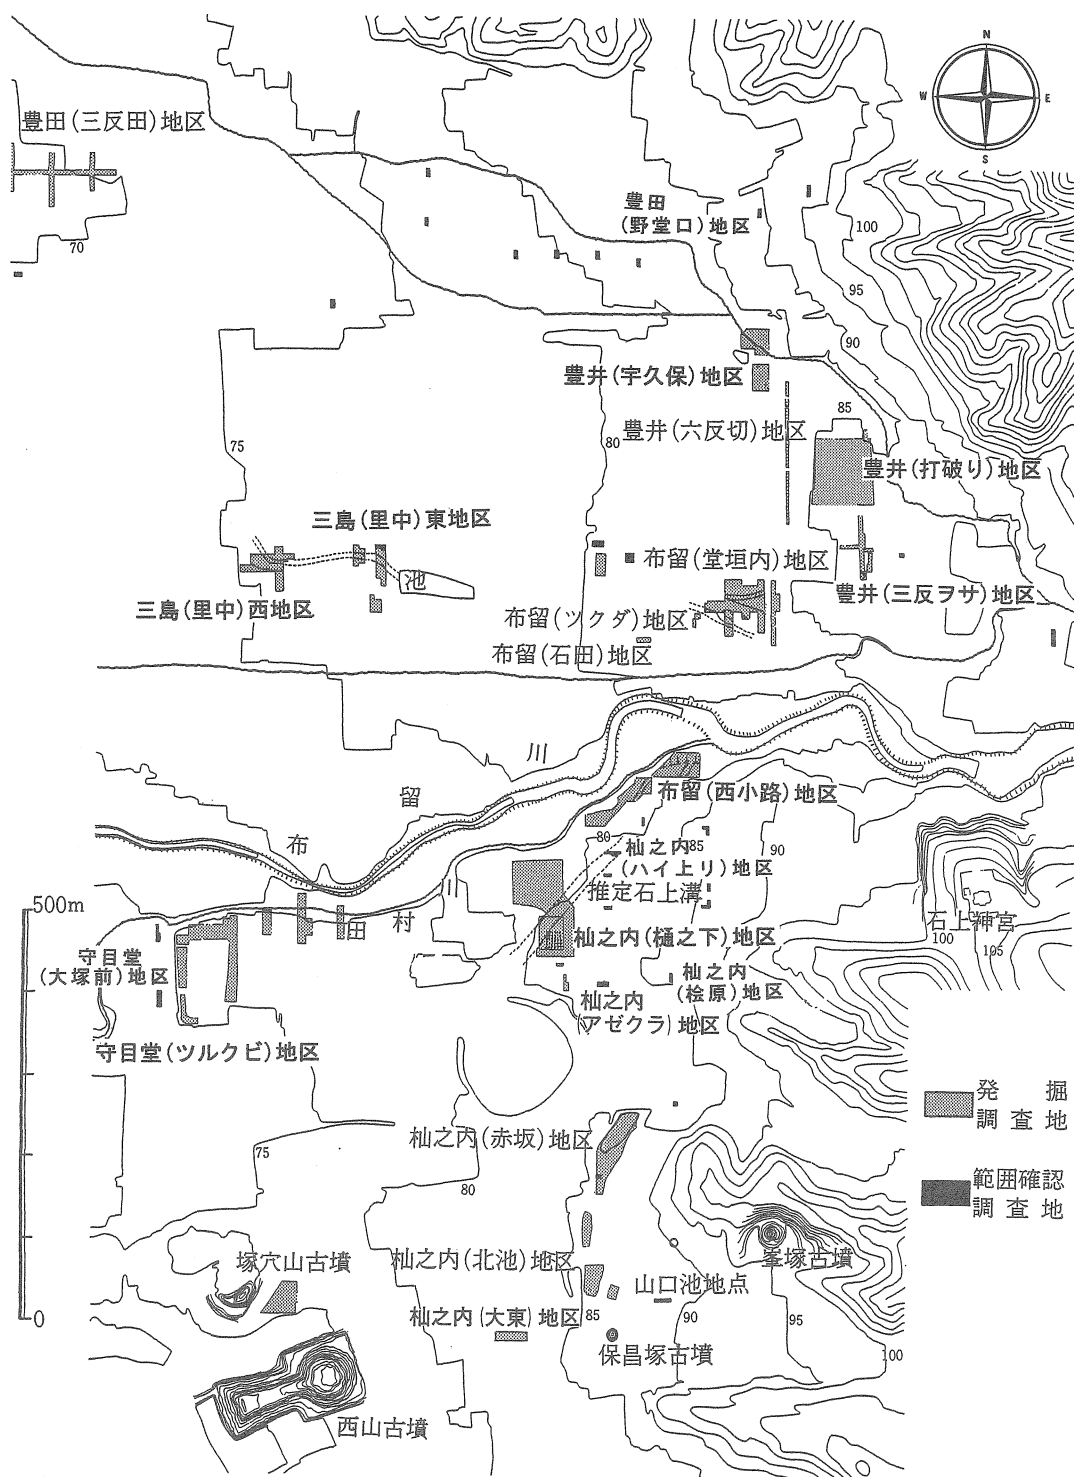 N
W
E
S
豊田(三反田)地区
70
豊田
(野堂口)地区
100
95
90
豊井(宇久保)地区
85
75
80
豊井(六反切)地区
豊井(打破り)地区
三島(里中)東地区
池
布留(堂垣内)地区
三島(里中)西地区
豊井(三反ヲサ)地区
布留(ツクダ)地区
布留(石田)地区
布留川
布留(西小路)地区
80
85
90
杣之内
(ハイ上り)地区
推定石上溝
田村川
500m
石上神宮
100
105
杣之内(樋之下)地区
守目堂
(大塚前)地区
杣之内
(桧原)地区
杣之内
(アゼクラ)地区
守目堂(ツルクビ)地区
発掘
調査地
杣之内(赤坂)地区
75
80
範囲確認
調査地
塚穴山古墳
杣之内(北池)地区
峯塚古墳
山口池地点
0
杣之内(大東)地区
85
90
95
保昌塚古墳
100
西山古墳